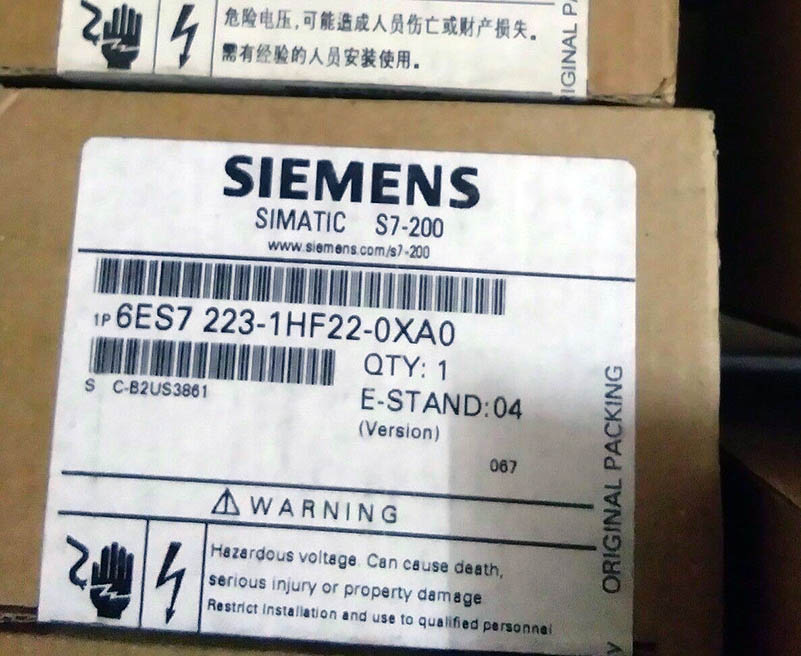 危险电压,可能造成人员伤亡或财产损失。
需有经验的人员安装使用。
IGINAL PA
SIEMENS
SIMATIC S7-200
www.siemens.com/s7-200
1P 6ES7 223-1HF22-0XA0
QTY: 1
S C-B2US3861
E-STAND:04
(Version)
067
ORIGINAL PACKING
WARNING
Hazardous voltage. Can cause death,
serious injury or property damage
Restrict Installation and use to qualified personnel
y